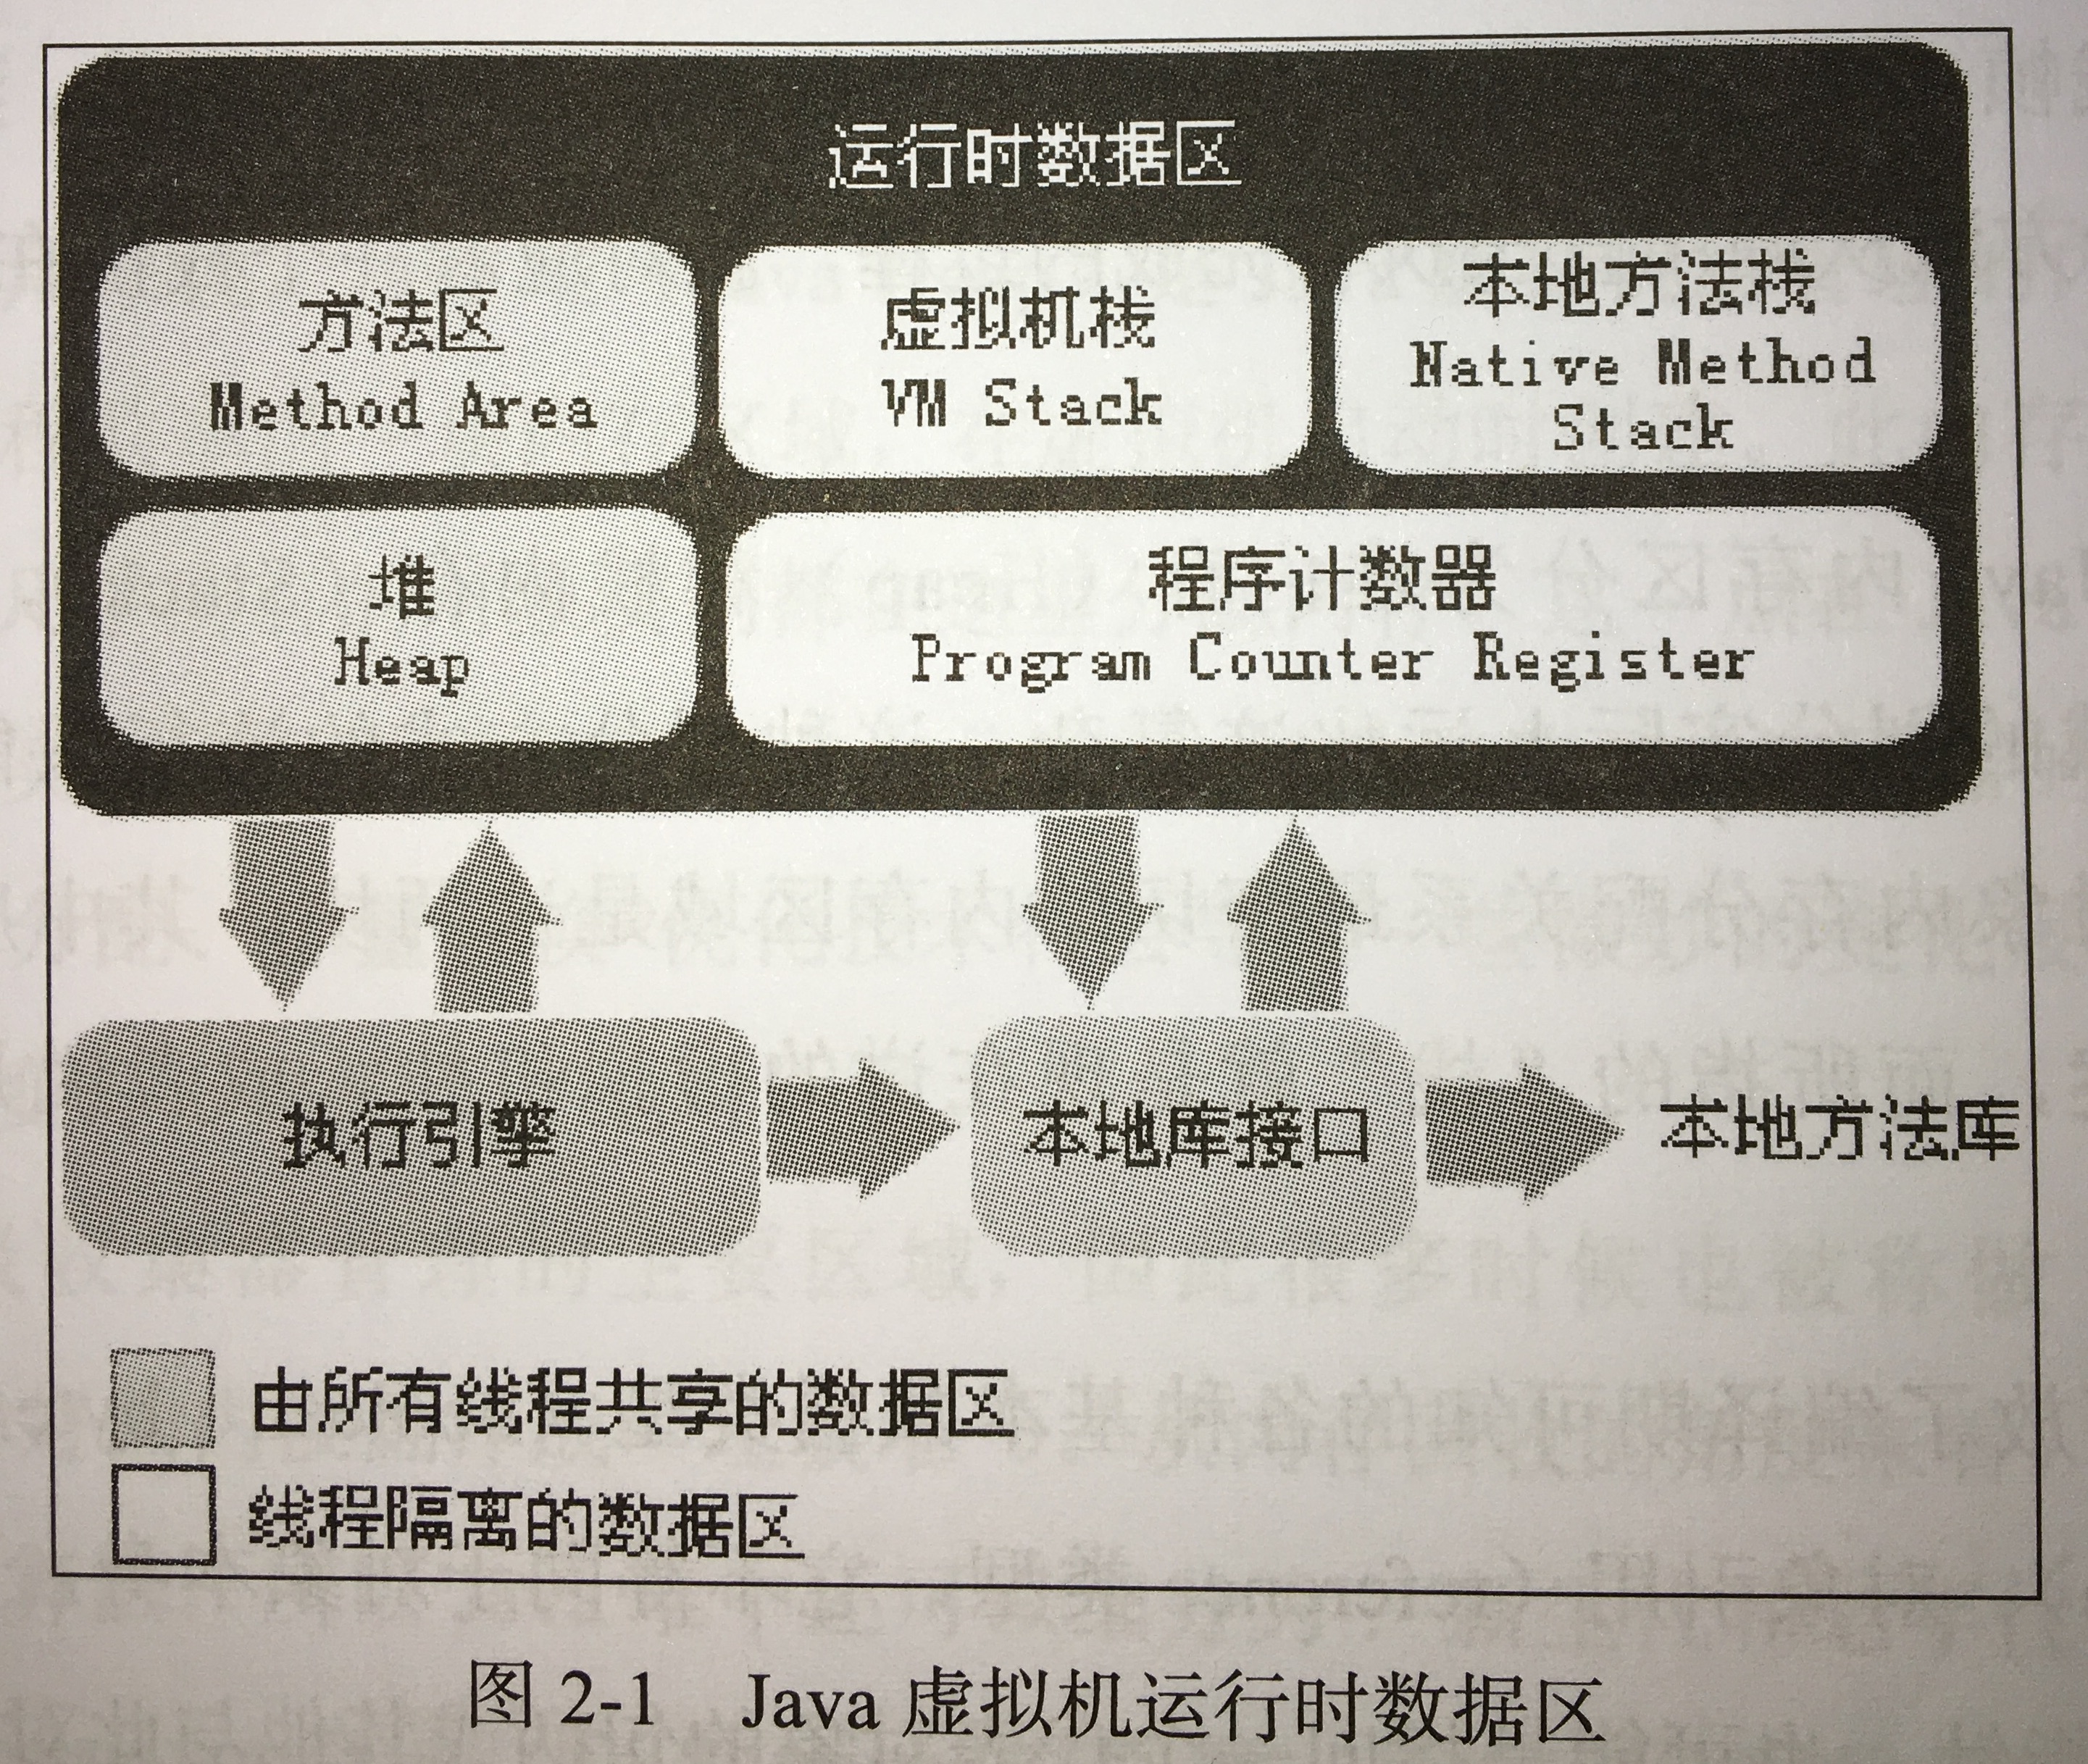 运行时数据区
方法区
Method Area
虚拟机栈
VM Stack
本地方法栈
Native Method
Stack
堆
Heap
程序计数器
Program Counter Register
执行引擎
本地库接口
本地方法库
由所有线程共享的数据区
线程隔离的数据区
图 2-1 Java 虚拟机运行时数据区